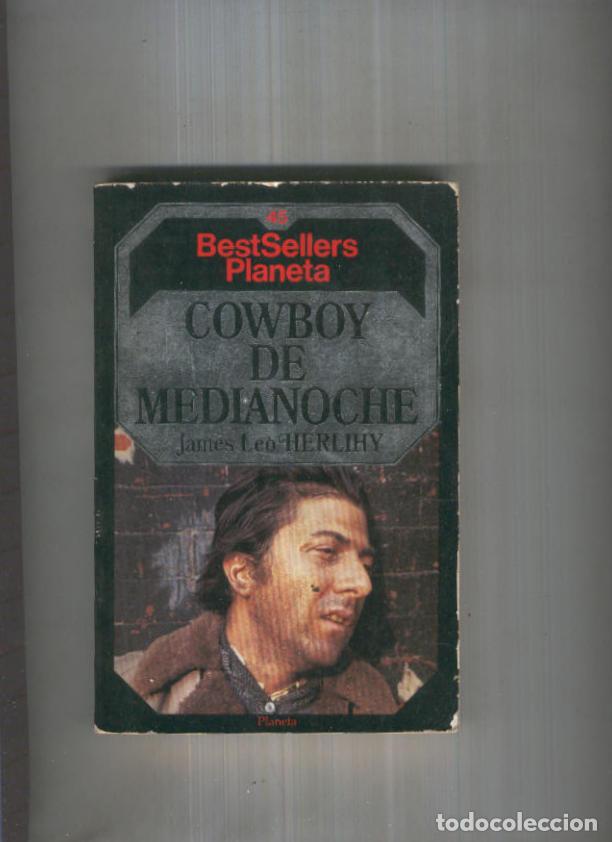 45
BestSellers
Planeta
COWBOY
DE
MEDIANOCHE
James Leo HERLIHY
Planeta
todocoleccion